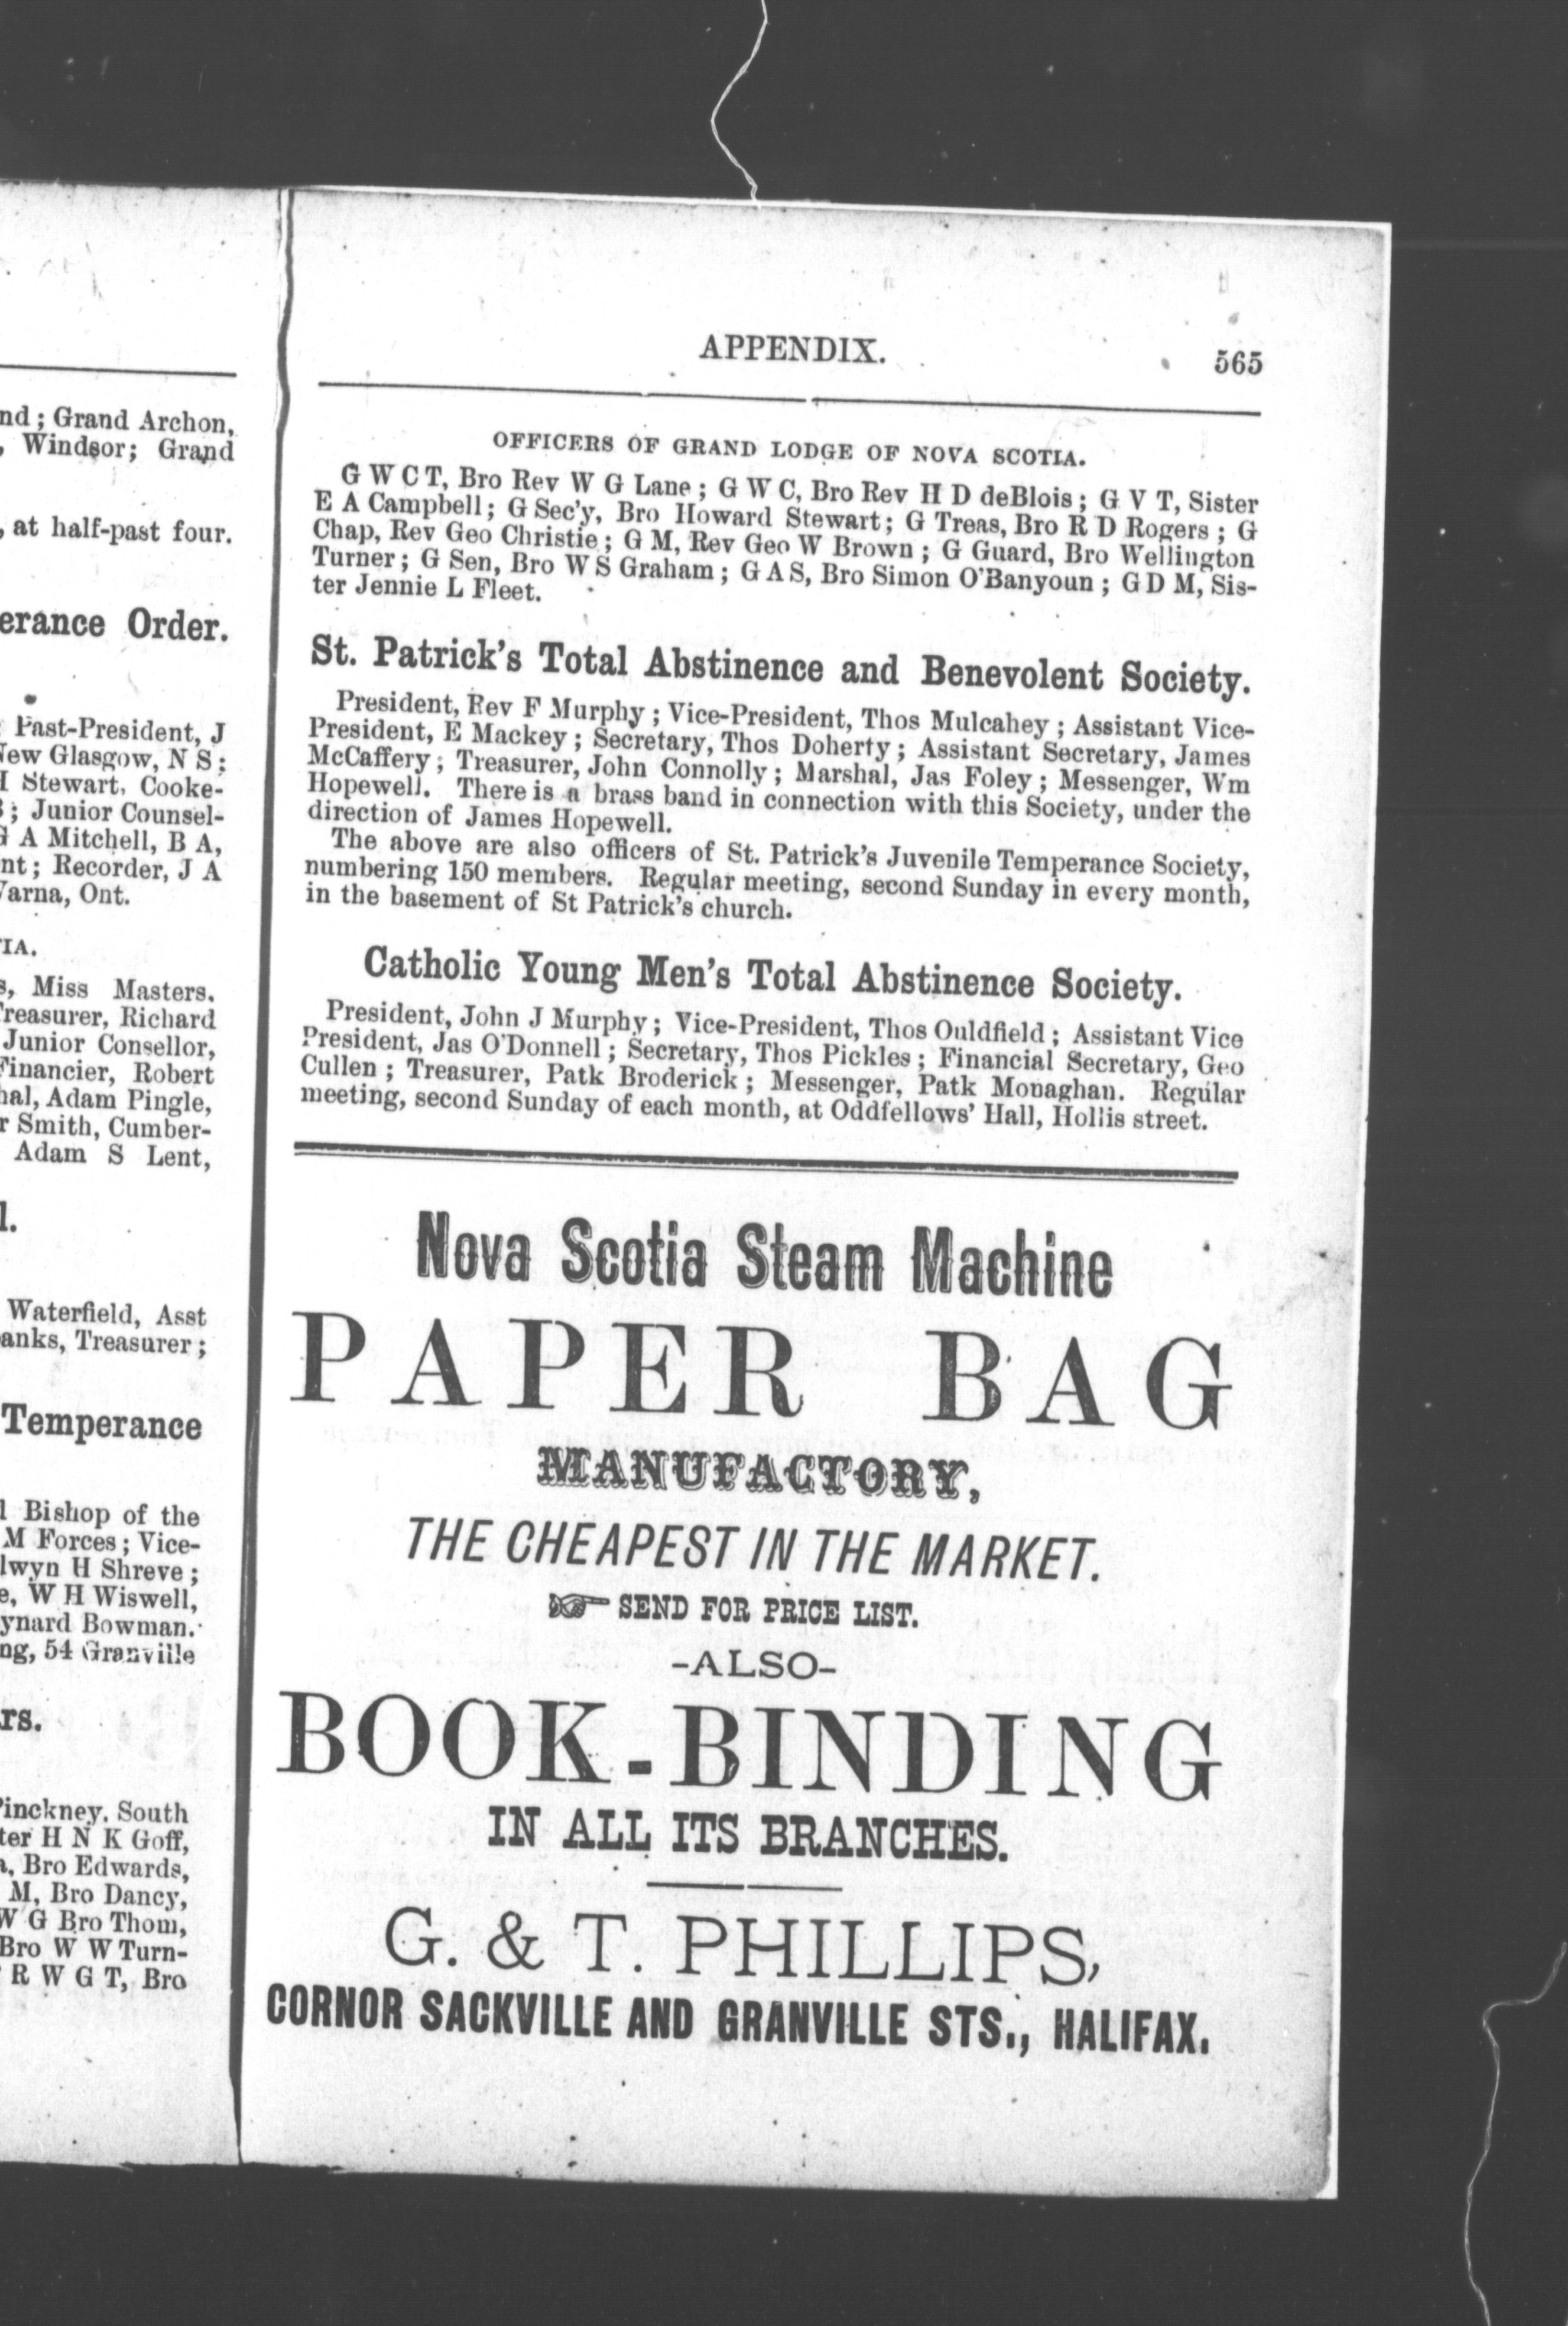 nd; Grand Archon,
, Windsor; Grand
, at half-past four.
erance Order.
Past-President, J
New Glasgow, N S;
H Stewart, Cooke-
; Junior Counsel-
G A Mitchell, B A,
nt; Recorder, J A
Varna, Ont.
TIA.
s, Miss Masters.
Treasurer, Richard
Junior Consellor,
Financier, Robert
hal, Adam Pingle,
r Smith, Cumber-
Adam S Lent,
l.
Waterfield, Asst
anks, Treasurer;
Temperance
l Bishop of the
M Forces; Vice-
lwyn H Shreve;
e, W H Wiswell,
ynard Bowman.
ng, 54 Granville
rs.
Pinckney. South
ter H N K Goff,
a, Bro Edwards,
M, Bro Dancy,
W G Bro Thom,
Bro W W Turn-
R W G T, Bro
APPENDIX. 565
OFFICERS OF GRAND LODGE OF NOVA SCOTIA.
G W C T, Bro Rev W G Lane; G W C, Bro Rev H D deBlois; G V T, Sister
E A Campbell; G Sec'y, Bro Howard Stewart; G Treas, Bro R D Rogers; G
Chap, Rev Geo Christie; G M, Rev Geo W Brown; G Guard, Bro Wellington
Turner; G Sen, Bro W S Graham; G A S, Bro Simon O'Banyoun; G D M, Sis-
ter Jennie L Fleet.
St. Patrick's Total Abstinence and Benevolent Society.
President, Rev F Murphy; Vice-President, Thos Mulcahey; Assistant Vice-
President, E Mackey; Secretary, Thos Doherty; Assistant Secretary, James
McCaffery; Treasurer, John Connolly; Marshal, Jas Foley; Messenger, Wm
Hopewell. There is a brass band in connection with this Society, under the
direction of James Hopewell.
The above are also officers of St. Patrick's Juvenile Temperance Society,
numbering 150 members. Regular meeting, second Sunday in every month,
in the basement of St Patrick's church.
Catholic Young Men's Total Abstinence Society.
President, John J Murphy; Vice-President, Thos Ouldfield; Assistant Vice
President, Jas O'Donnell; Secretary, Thos Pickles; Financial Secretary, Geo
Cullen; Treasurer, Patk Broderick; Messenger, Patk Monaghan. Regular
meeting, second Sunday of each month, at Oddfellows' Hall, Hollis street.
Nova Scotia Steam Machine
PAPER BAG
MANUFACTORY,
THE CHEAPEST IN THE MARKET.
☞ SEND FOR PRICE LIST.
-ALSO-
BOOK-BINDING
IN ALL ITS BRANCHES.
G. & T. PHILLIPS,
CORNOR SACKVILLE AND GRANVILLE STS., HALIFAX.